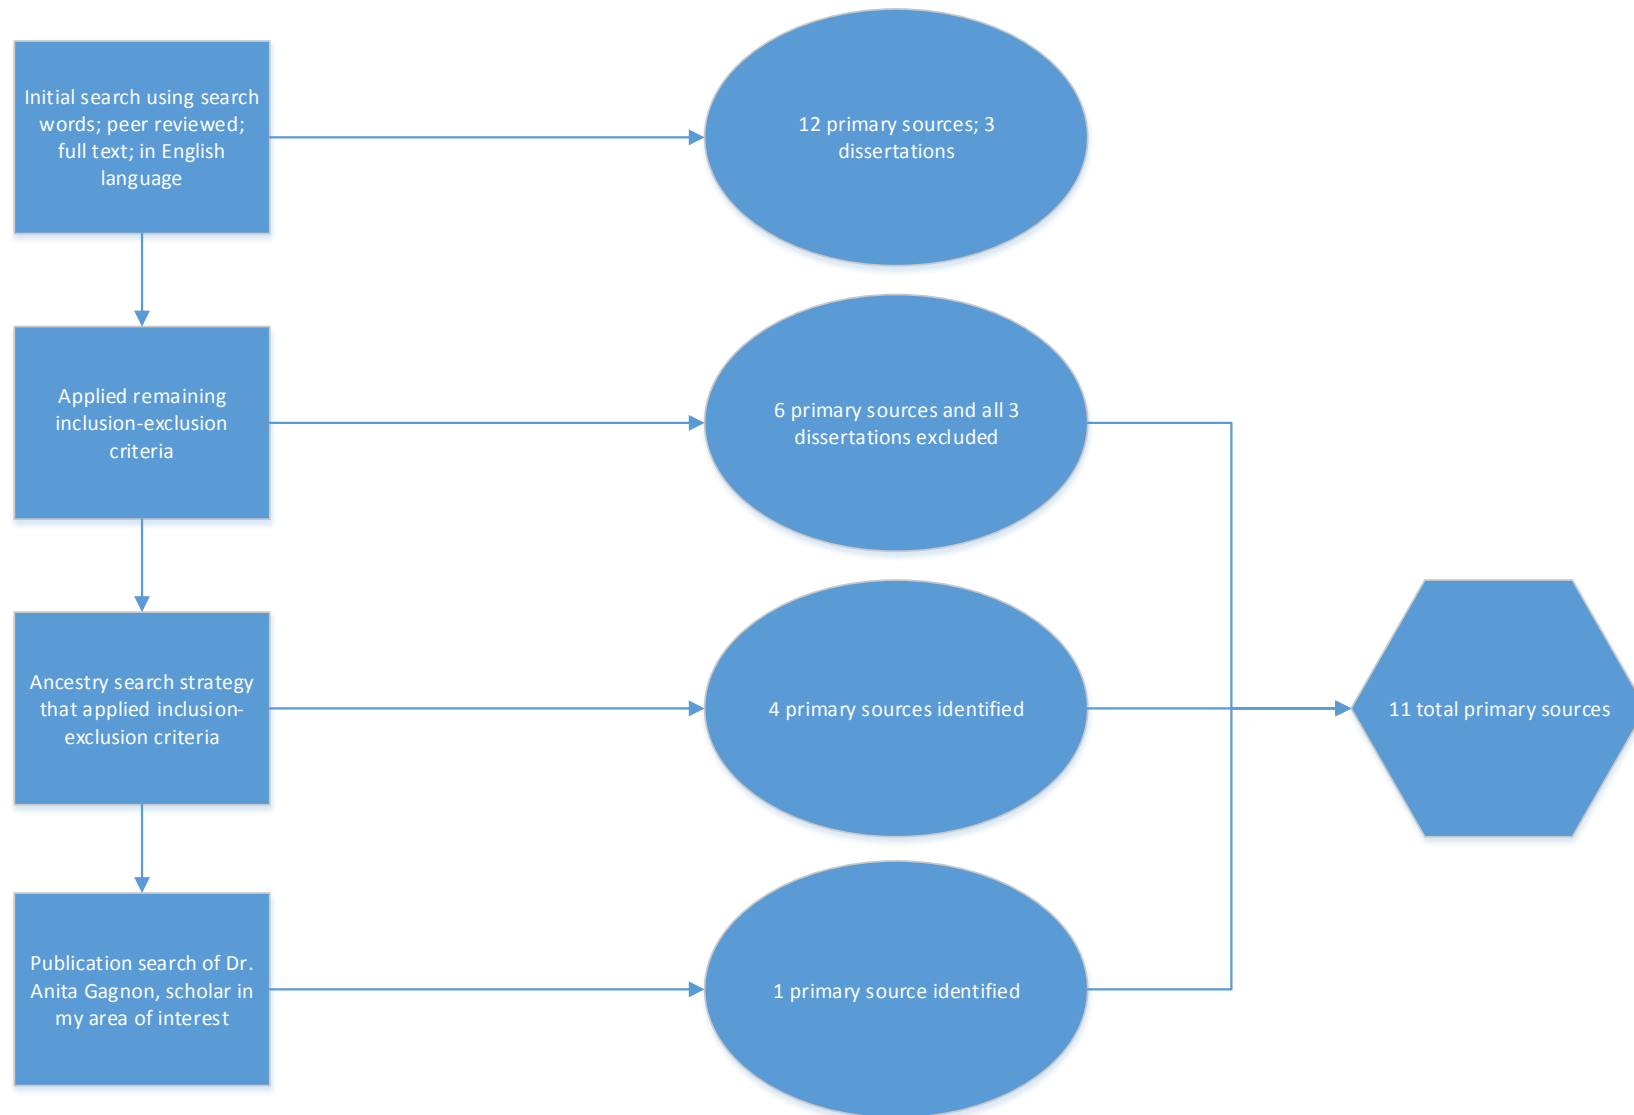 Initial search using search
words; peer reviewed;
full text; in English
language
12 primary sources; 3
dissertations
Applied remaining
inclusion-exclusion
criteria
6 primary sources and all 3
dissertations excluded
Ancestry search strategy
that applied inclusion-
exclusion criteria
4 primary sources identified
11 total primary sources
Publication search of Dr.
Anita Gagnon, scholar in
my area of interest
1 primary source identified